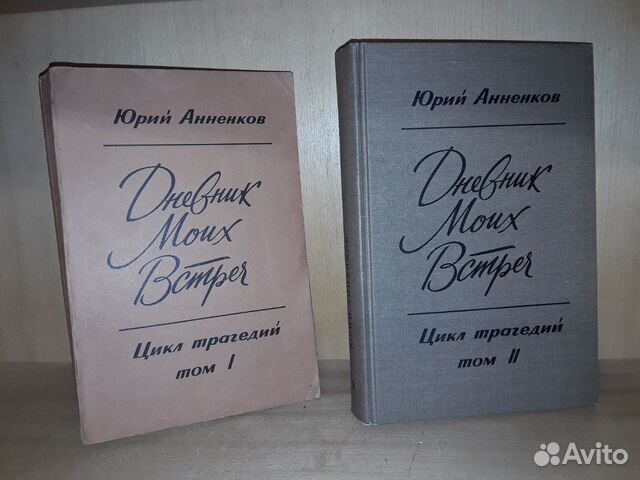 Юрий Анненков
Дневник
Моих
Встреч
Цикл трагедий
том I
Юрий Анненков
Дневник
Моих
Встреч
Цикл трагедий
том II
Avito